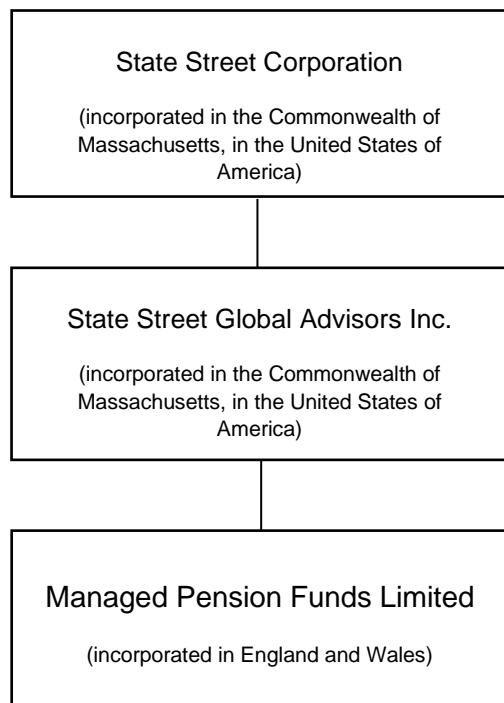 State Street Corporation
(incorporated in the Commonwealth of
Massachusetts, in the United States of
America)
State Street Global Advisors Inc.
(incorporated in the Commonwealth of
Massachusetts, in the United States of
America)
Managed Pension Funds Limited
(incorporated in England and Wales)